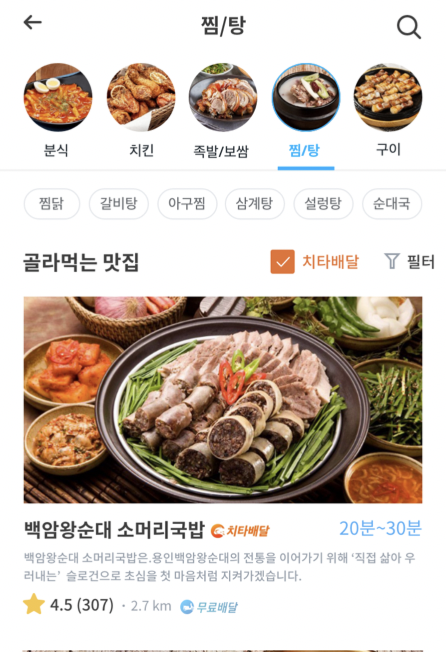 찜/탕
분식
치킨
족발/보쌈
찜/탕
구이
찜닭
갈비탕
아구찜
삼계탕
설렁탕
순대국
골라먹는 맛집
치타배달
필터
백암왕순대 소머리국밥 치타배달 20분~30분
백암왕순대 소머리국밥은.용인백암왕순대의 전통을 이어가기 위해 ‘직접 삶아 우
러내는’ 슬로건으로 초심을 첫 마음처럼 지켜가겠습니다.
4.5 (307) · 2.7 km 무료배달